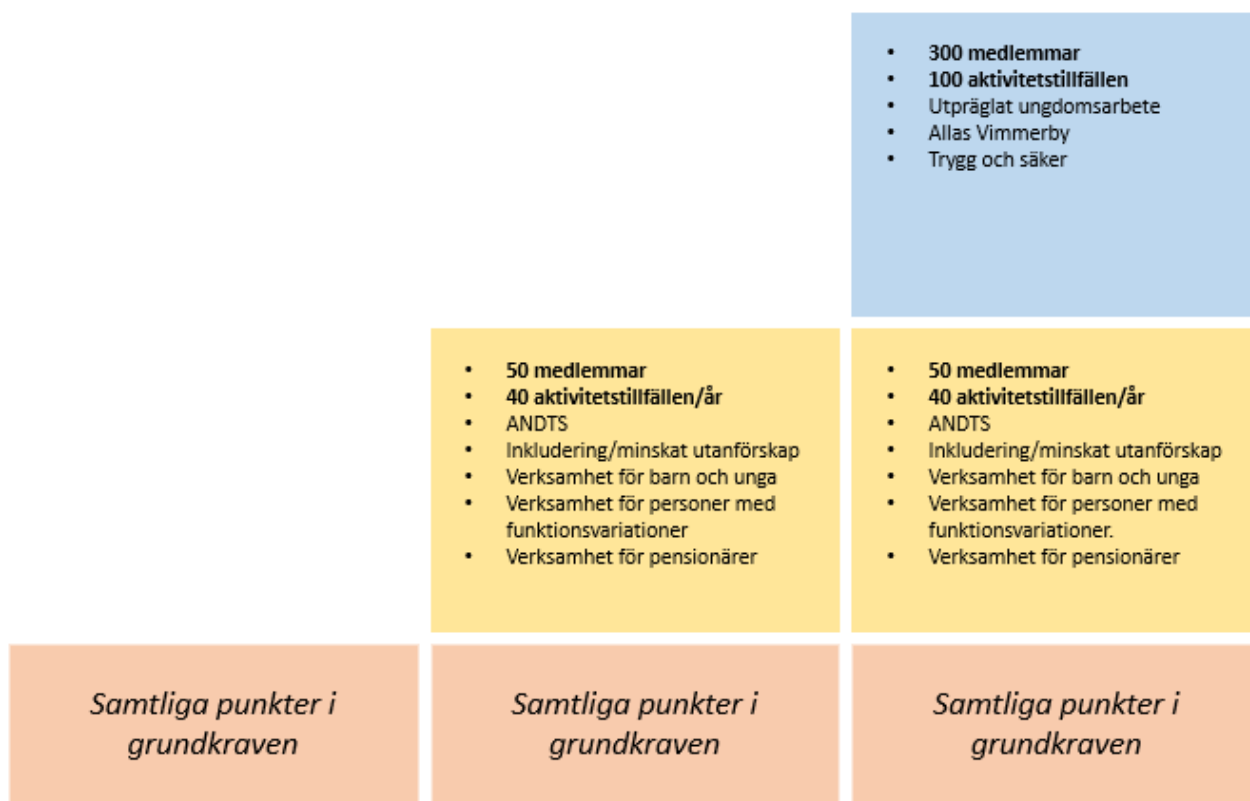 • 300 medlemmar
• 100 aktivitetstillfällen
• Utpräglat ungdomsarbete
• Allas Vimmerby
• Trygg och säker
• 50 medlemmar
• 40 aktivitetstillfällen/år
• ANDTS
• Inkludering/minskat utanförskap
• Verksamhet för barn och unga
• Verksamhet för personer med
funktionsvariationer
• Verksamhet för pensionärer
• 50 medlemmar
• 40 aktivitetstillfällen/år
• ANDTS
• Inkludering/minskat utanförskap
• Verksamhet för barn och unga
• Verksamhet för personer med
funktionsvariationer.
• Verksamhet för pensionärer
Samtliga punkter i
grundkraven
Samtliga punkter i
grundkraven
Samtliga punkter i
grundkraven